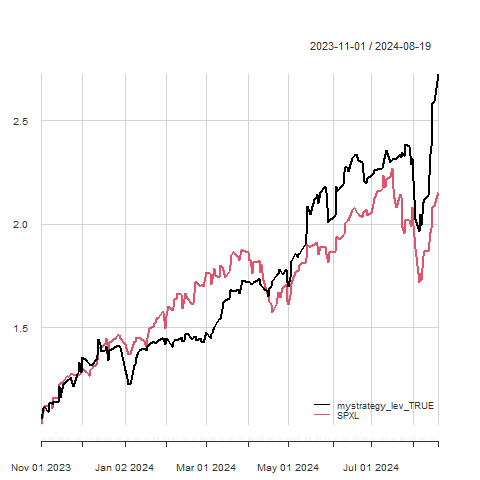 2023-11-01 / 2024-08-19
2.5
2.0
1.5
mystrategy_lev_TRUE
SPXL
Nov 01 2023 Jan 02 2024 Mar 01 2024 May 01 2024 Jul 01 2024